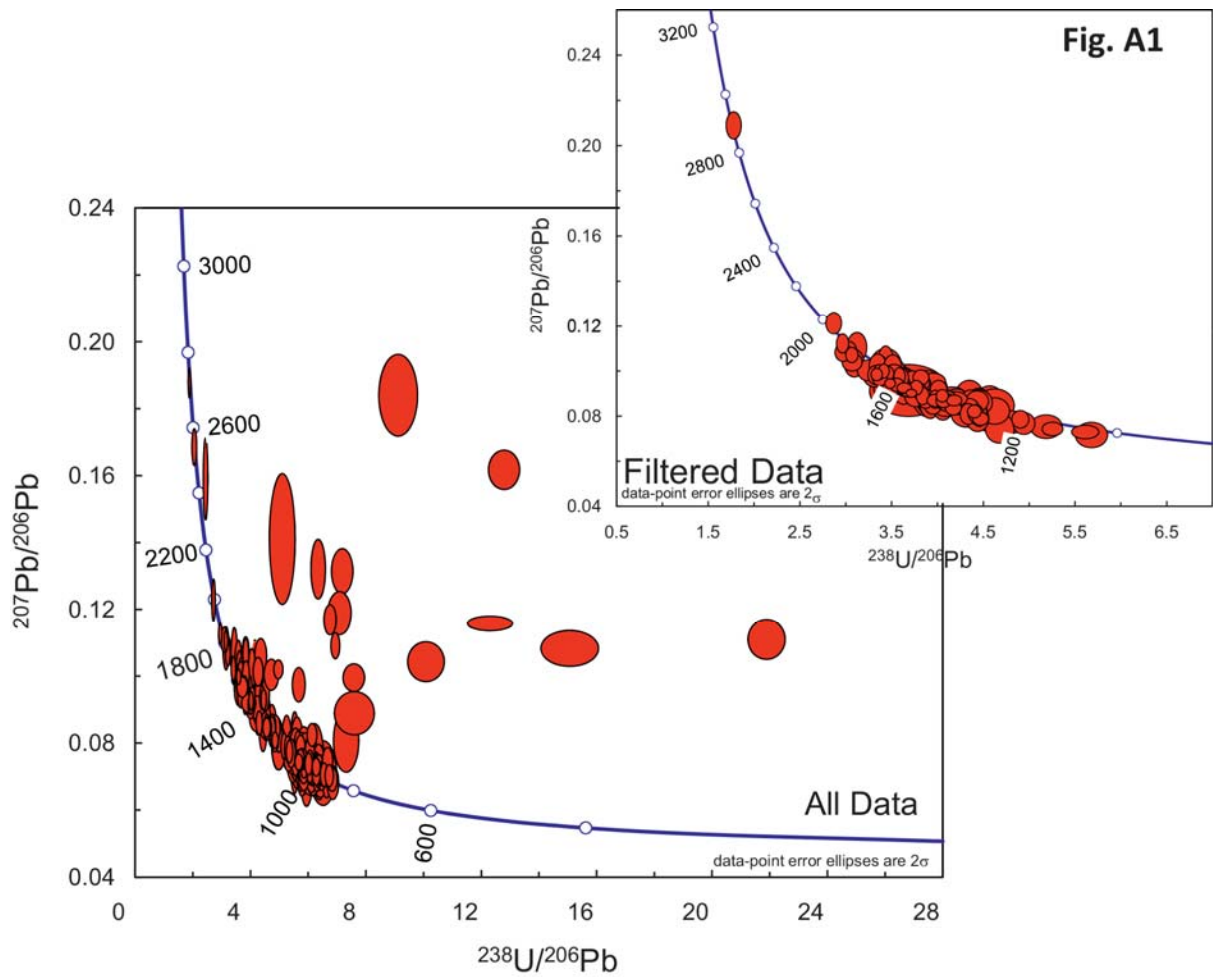 Fig. A1
0.24
0.20
0.16
0.12
0.08
0.04
²⁰⁷Pb/²⁰⁶Pb
3200
2800
2400
2000
1600
1200
Filtered Data
data-point error ellipses are 2σ
0.5 1.5 2.5 3.5 4.5 5.5 6.5
²³⁸U/²⁰⁶Pb
0.24
0.20
0.16
0.12
0.08
0.04
²⁰⁷Pb/²⁰⁶Pb
3000
2600
2200
1800
1400
1000
600
All Data
data-point error ellipses are 2σ
0 4 8 12 16 20 24 28
²³⁸U/²⁰⁶Pb